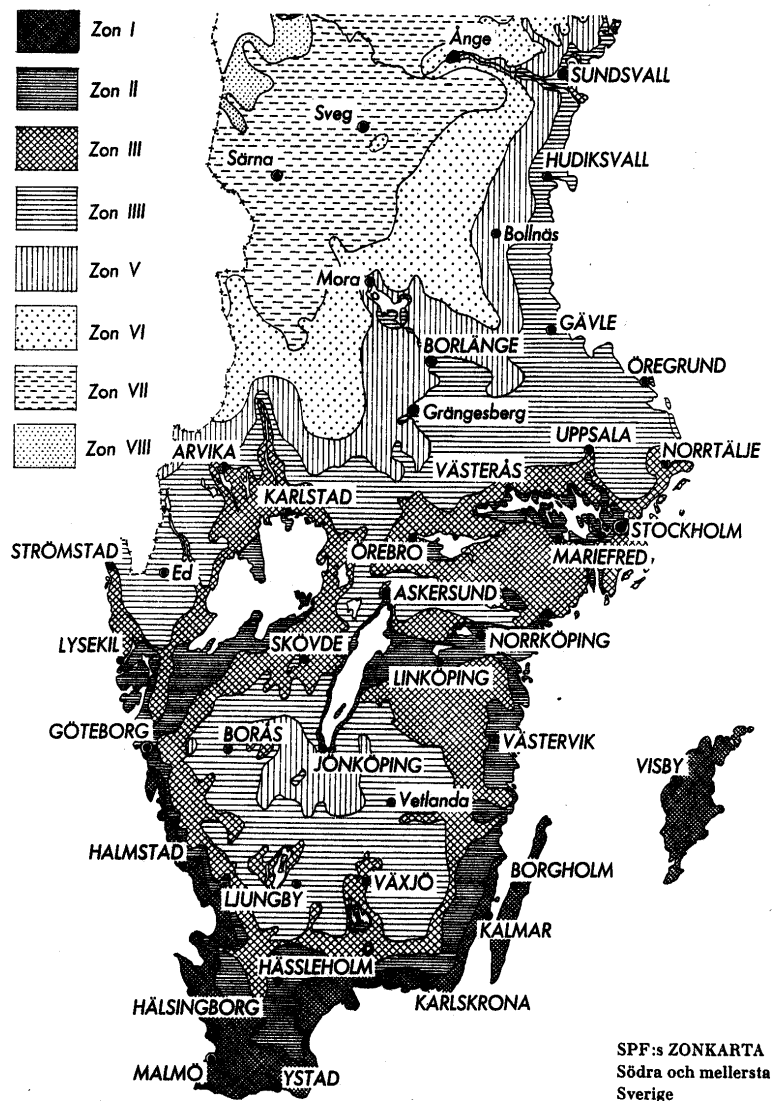 Zon I
Zon II
Zon III
Zon IIII
Zon V
Zon VI
Zon VII
Zon VIII
Ånge
SUNDSVALL
Sveg
Särna
HUDIKSVALL
Bollnäs
Mora
GÄVLE
BORLÄNGE
ÖREGRUND
Grängesberg
UPPSALA
ARVIKA
NORRTÄLJE
VÄSTERÅS
KARLSTAD
STOCKHOLM
STRÖMSTAD
ÖREBRO
MARIEFRED
Ed
ASKERSUND
LYSEKIL
SKÖVDE
NORRKÖPING
LINKÖPING
GÖTEBORG
BORÅS
VÄSTERVIK
JÖNKÖPING
VISBY
Vetlanda
HALMSTAD
BORGHOLM
VÄXJÖ
LJUNGBY
KALMAR
HÄSSLEHOLM
HÄLSINGBORG
KARLSKRONA
MALMÖ
YSTAD
SPF:s ZONKARTA
Södra och mellersta
Sverige